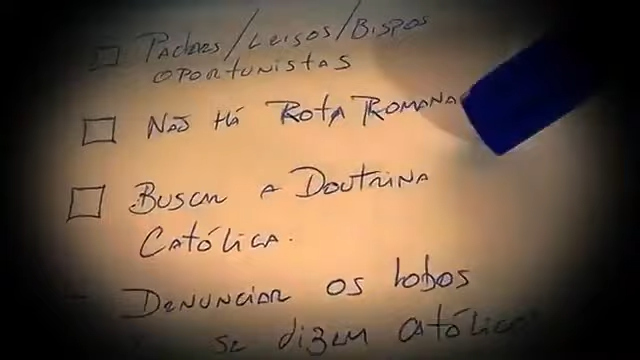 Padres/Leigos/Bispos
oportunistas
Não Há Rota Romana
Buscar a Doutrina
Católica.
Denunciar os lobos
se dizem católicos